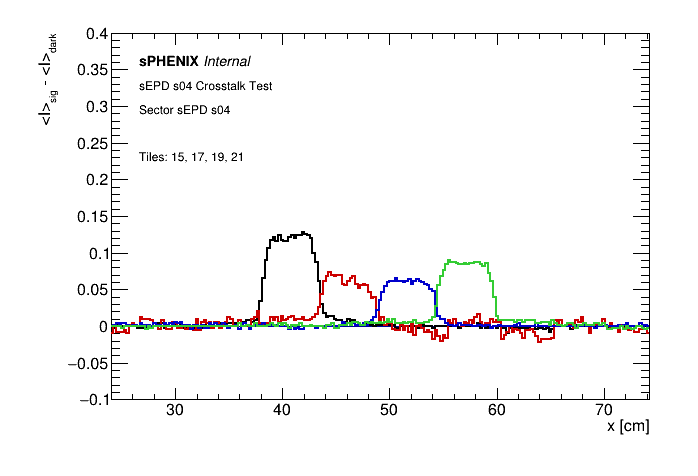 <I>sig - <I>dark
0.4
0.35
0.3
0.25
0.2
0.15
0.1
0.05
0
−0.05
−0.1
sPHENIX Internal
sEPD s04 Crosstalk Test
Sector sEPD s04
Tiles: 15, 17, 19, 21
30 40 50 60 70
x [cm]